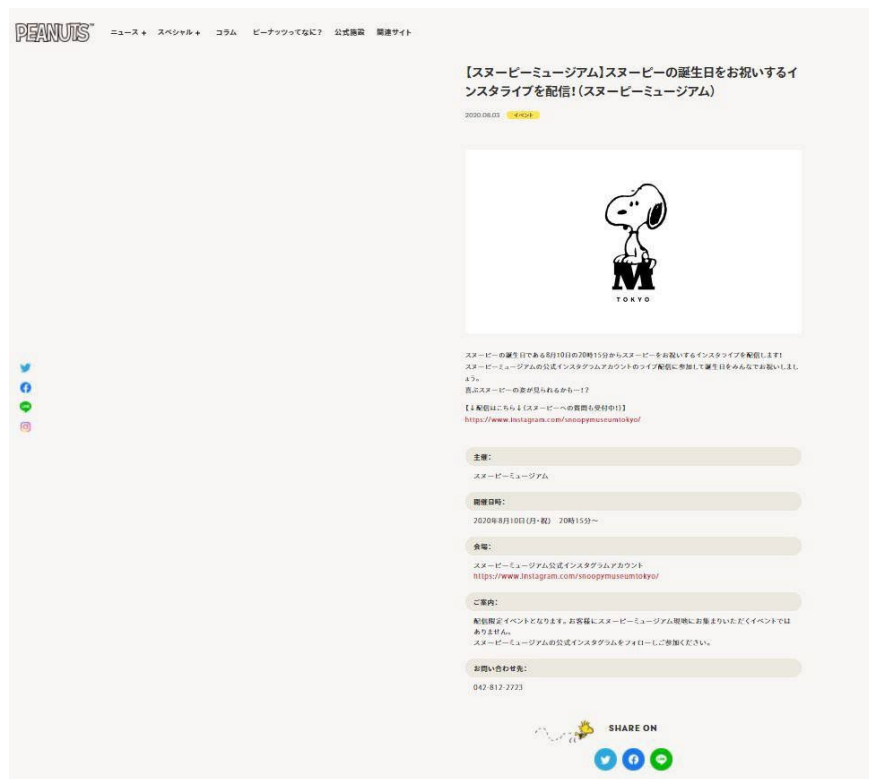 PEANUTS™
ニュース + スペシャル + コラム ピーナッツってなに? 公式施設 関連サイト
【スヌーピーミュージアム】スヌーピーの誕生日をお祝いするイ
ンスタライブを配信!(スヌーピーミュージアム)
2020.08.03 イベント
M
TOKYO
スヌーピーの誕生日である8月10日の20時15分からスヌーピーをお祝いするインスタライブを配信します!
スヌーピーミュージアムの公式インスタグラムアカウントのライブ配信に参加して誕生日をみんなでお祝いしまし
ょう。
喜ぶスヌーピーの姿が見られるかも—!?
【↓配信はこちら↓(スヌーピーへの質問も受付中!)】
https://www.instagram.com/snoopymuseumtokyo/
主催:
スヌーピーミュージアム
開催日時:
2020年8月10日(月・祝) 20時15分〜
会場:
スヌーピーミュージアム公式インスタグラムアカウント
https://www.instagram.com/snoopymuseumtokyo/
ご案内:
配信限定イベントとなります。お客様にスヌーピーミュージアム現地にお集まりいただくイベントでは
ありません。
スヌーピーミュージアムの公式インスタグラムをフォローしご参加ください。
お問い合わせ先:
042-812-2723
SHARE ON